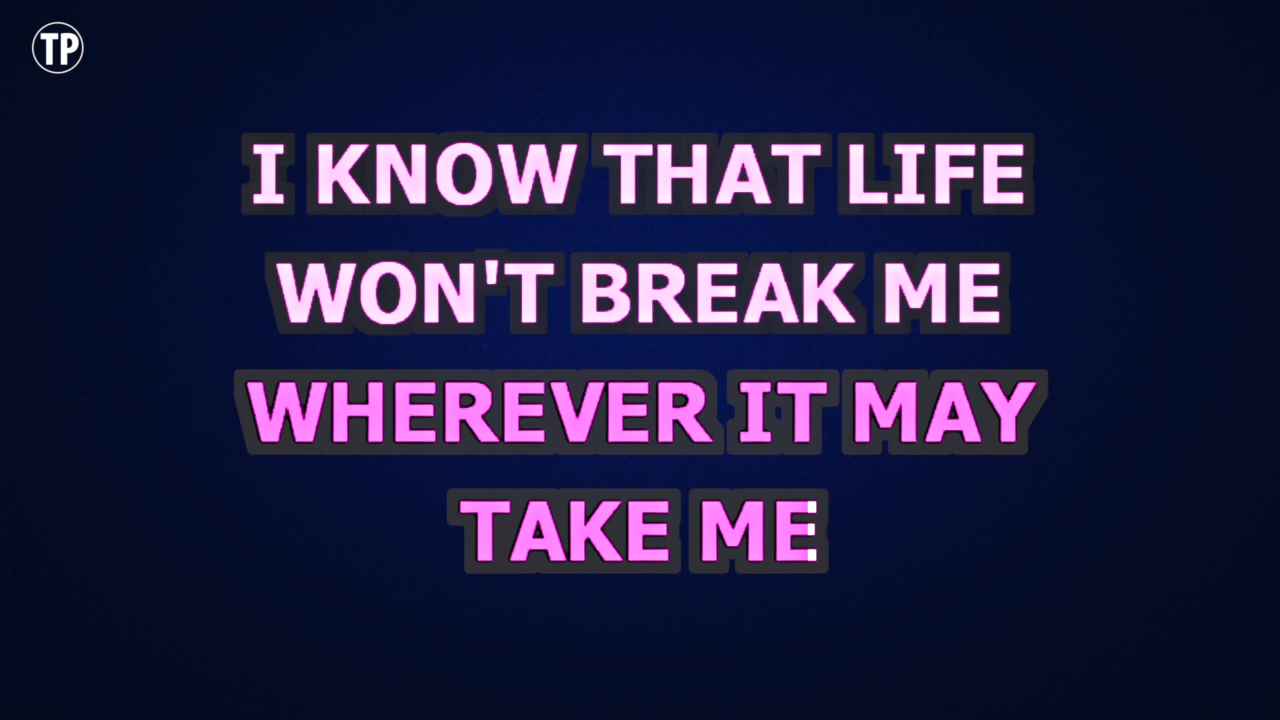 TP
I KNOW THAT LIFE
WON'T BREAK ME
WHEREVER IT MAY
TAKE ME